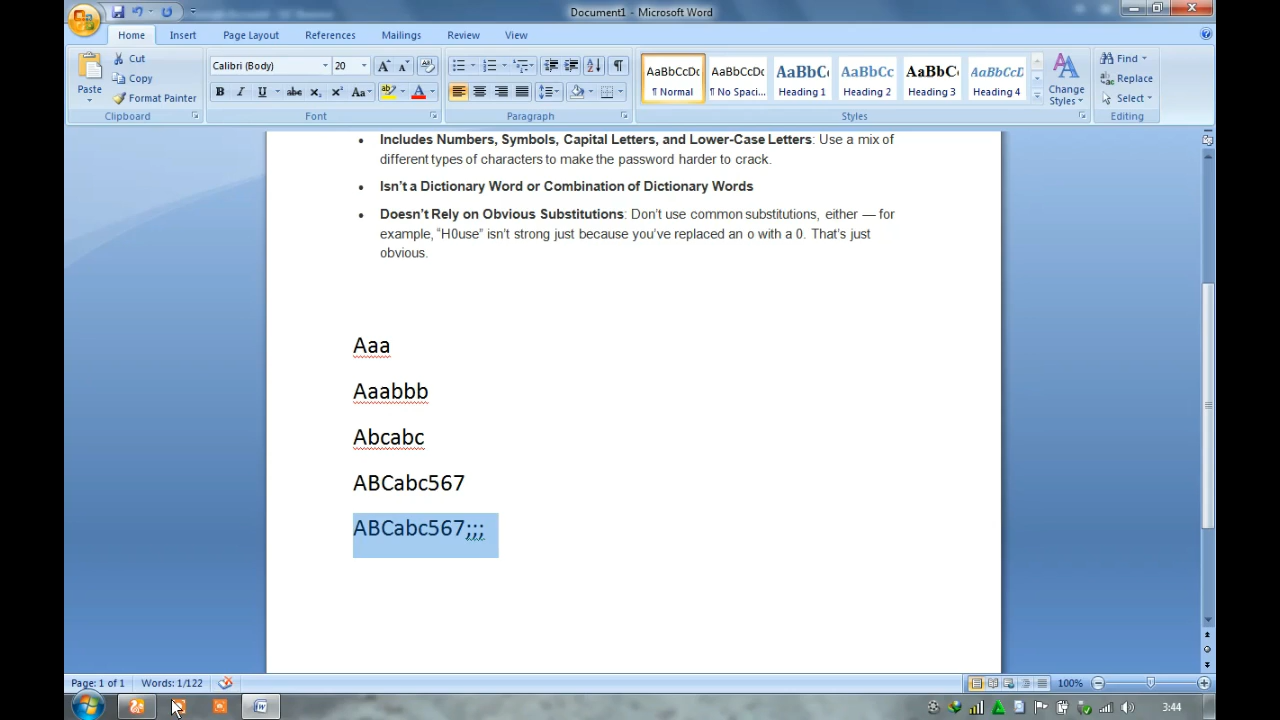 Document1 - Microsoft Word
Home Insert Page Layout References Mailings Review View
Paste
Cut
Copy
Format Painter
Clipboard
Calibri (Body) 20
Font
Paragraph
AaBbCcDc AaBbCcDc AaBbC AaBbCc AaBbC AaBbCcD
¶ Normal ¶ No Spaci... Heading 1 Heading 2 Heading 3 Heading 4
Change
Styles
Styles
Find
Replace
Select
Editing
• Includes Numbers, Symbols, Capital Letters, and Lower-Case Letters: Use a mix of
different types of characters to make the password harder to crack.
• Isn’t a Dictionary Word or Combination of Dictionary Words
• Doesn’t Rely on Obvious Substitutions: Don’t use common substitutions, either — for
example, “H0use” isn’t strong just because you’ve replaced an o with a 0. That’s just
obvious.
Aaa
Aaabbb
Abcabc
ABCabc567
ABCabc567;;;
Page: 1 of 1 Words: 1/122 100%
3:44